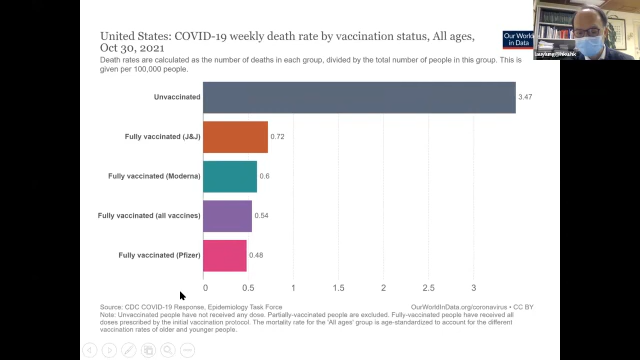 United States: COVID-19 weekly death rate by vaccination status, All ages,
Oct 30, 2021
Our World
in Data
Death rates are calculated as the number of deaths in each group, divided by the total number of people in this group. This is
given per 100,000 people.
Unvaccinated
3.47
Fully vaccinated (J&J)
0.72
Fully vaccinated (Moderna)
0.6
Fully vaccinated (all vaccines)
0.54
Fully vaccinated (Pfizer)
0.48
0 0.5 1 1.5 2 2.5 3
Source: CDC COVID-19 Response, Epidemiology Task Force
OurWorldInData.org/coronavirus • CC BY
Note: Unvaccinated people have not received any dose. Partially-vaccinated people are excluded. Fully-vaccinated people have received all
doses prescribed by the initial vaccination protocol. The mortality rate for the 'All ages' group is age-standardized to account for the different
vaccination rates of older and younger people.